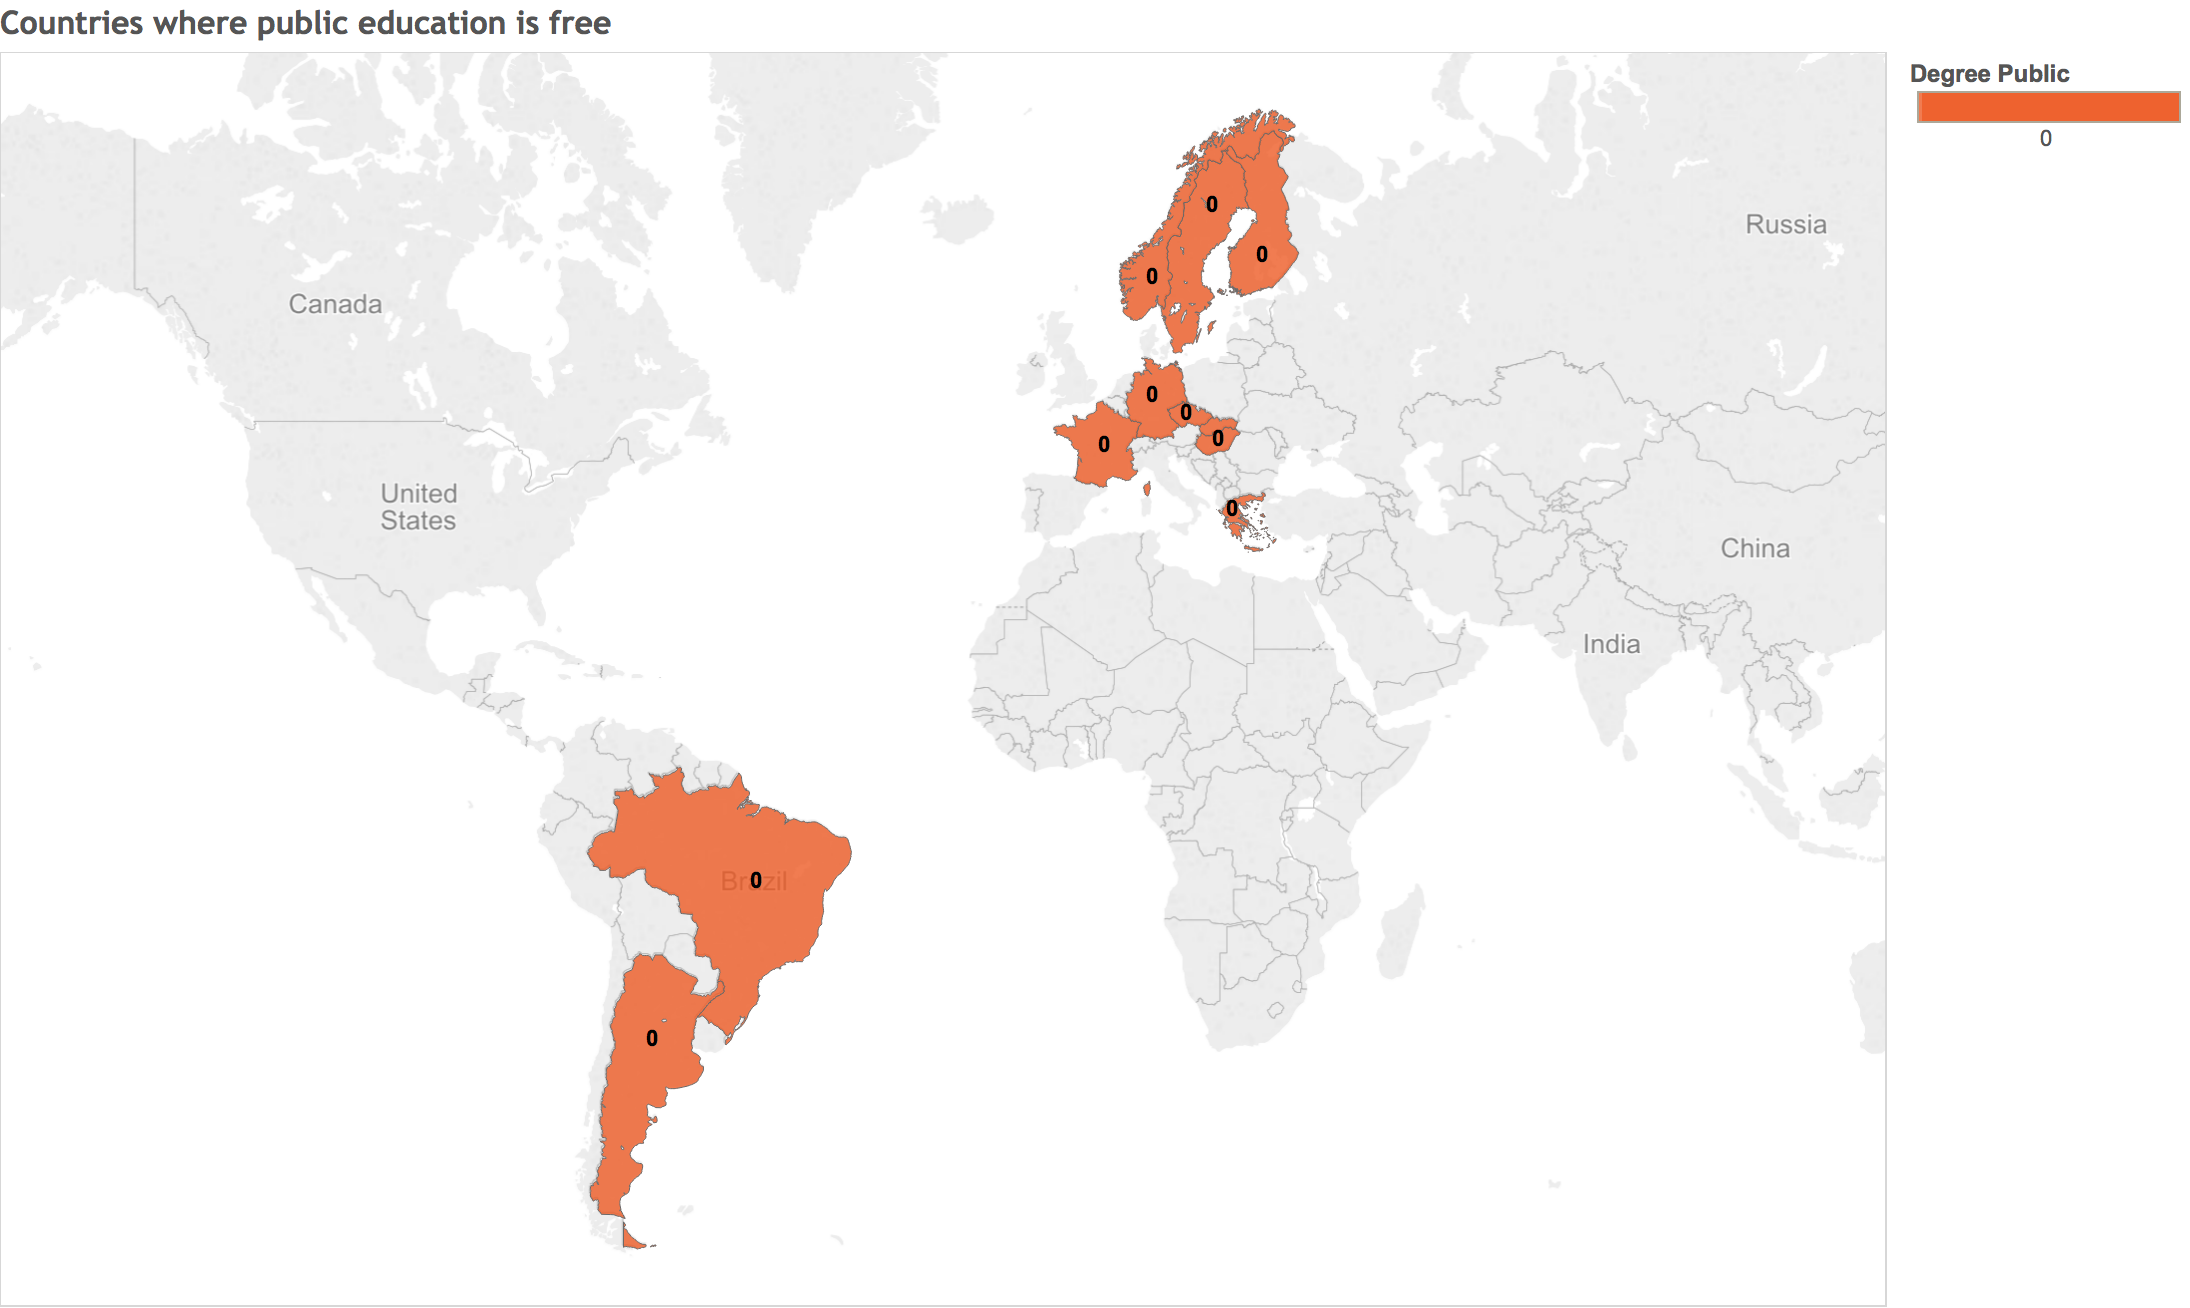 Countries where public education is free
Degree Public
0
0
Russia
0
0
Canada
0
0
0
0
United
States
0
China
India
Brazil
0
0